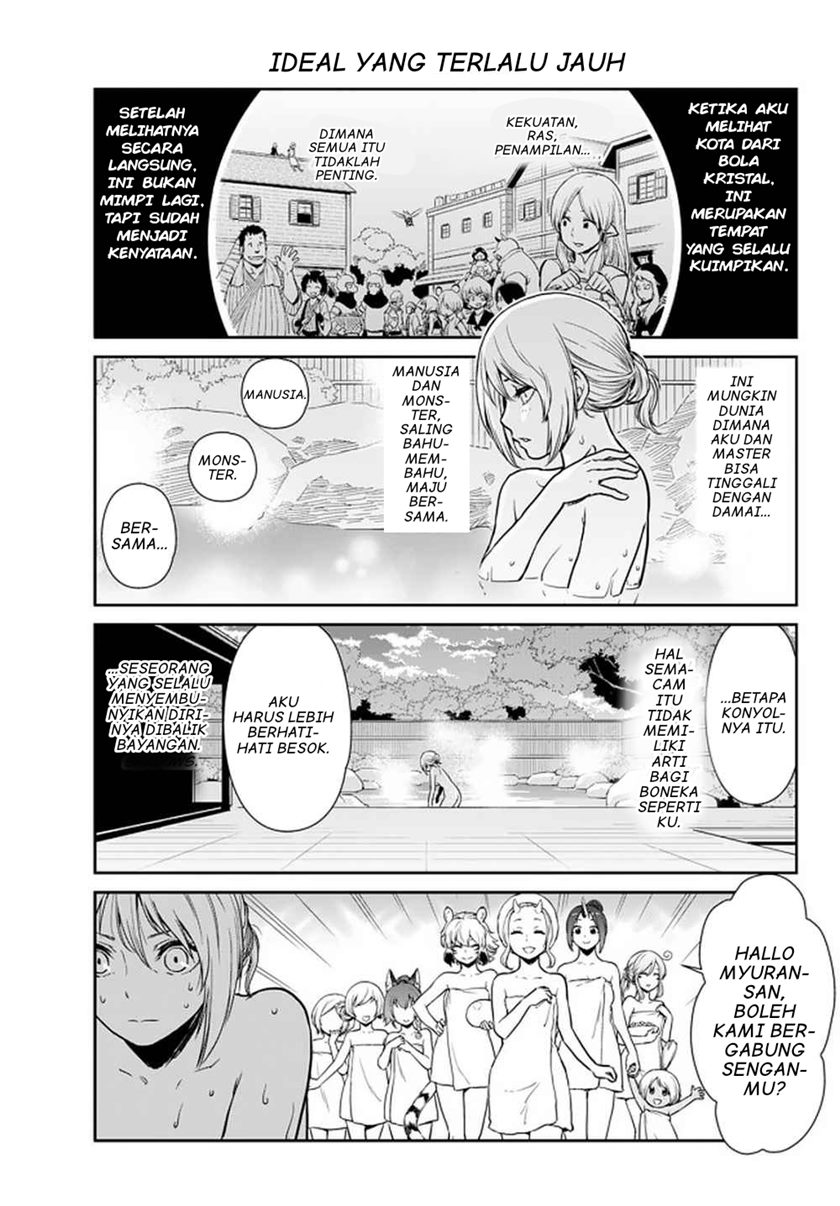 IDEAL YANG TERLALU JAUH
KETIKA AKU
MELIHAT
KOTA DARI
BOLA
KRISTAL,
INI
MERUPAKAN
TEMPAT
YANG SELALU
KUIMPIKAN.
KEKUATAN,
RAS,
PENAMPILAN...
DIMANA
SEMUA ITU
TIDAKLAH
PENTING.
SETELAH
MELIHATNYA
SECARA
LANGSUNG,
INI BUKAN
MIMPI LAGI,
TAPI SUDAH
MENJADI
KENYATAAN.
INI
MUNGKIN
DUNIA
DIMANA
AKU DAN
MASTER
BISA
TINGGALI
DENGAN
DAMAI...
MANUSIA
DAN
MONS-
TER,
SALING
BAHU-
MEM-
BAHU,
MAJU
BER-
SAMA.
MANUSIA.
MONS-
TER.
BER-
SAMA...
...BETAPA
KONYOL-
NYA ITU.
HAL
SEMA-
CAM
ITU
TIDAK
MEMI-
LIKI
ARTI
BAGI
BONEKA
SEPERTI
KU.
AKU
HARUS LEBIH
BERHATI-
HATI BESOK.
...SESEORANG
YANG SELALU
MENYEMBU-
NYIKAN DIRI-
NYA DIBALIK
BAYANGAN.
HALLO
MYURAN-
SAN,
BOLEH
KAMI BER-
GABUNG
SENGAN-
MU?